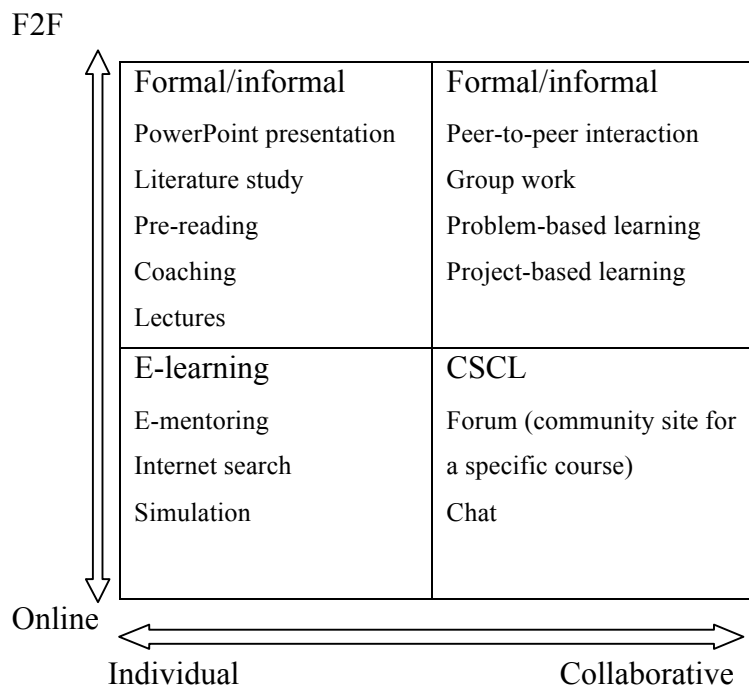 F2F
Formal/informal
PowerPoint presentation
Literature study
Pre-reading
Coaching
Lectures
Formal/informal
Peer-to-peer interaction
Group work
Problem-based learning
Project-based learning
E-learning
E-mentoring
Internet search
Simulation
CSCL
Forum (community site for
a specific course)
Chat
Online
Individual
Collaborative